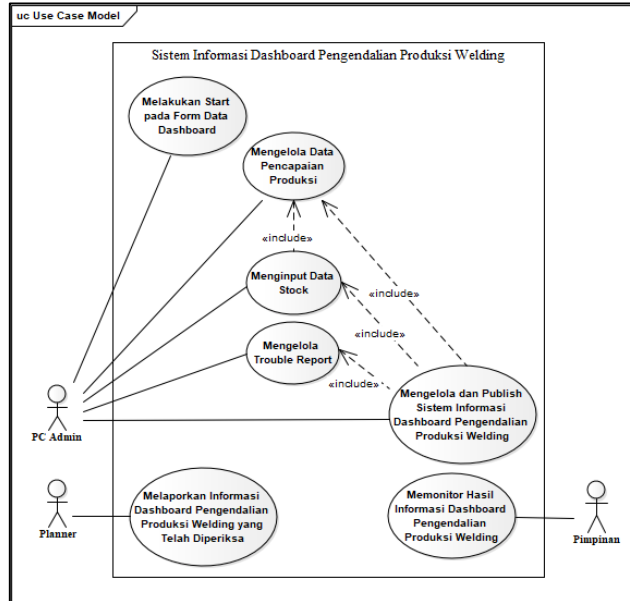 uc Use Case Model
Sistem Informasi Dashboard Pengendalian Produksi Welding
Melakukan Start
pada Form Data
Dashboard
Mengelola Data
Pencapaian
Produksi
«include»
Menginput Data
Stock
«include»
«include»
Mengelola
Trouble Report
«include»
Mengelola dan Publish
Sistem Informasi
Dashboard Pengendalian
Produksi Welding
PC Admin
Melaporkan Informasi
Dashboard Pengendalian
Produksi Welding yang
Telah Diperiksa
Planner
Memonitor Hasil
Informasi Dashboard
Pengendalian
Produksi Welding
Pimpinan